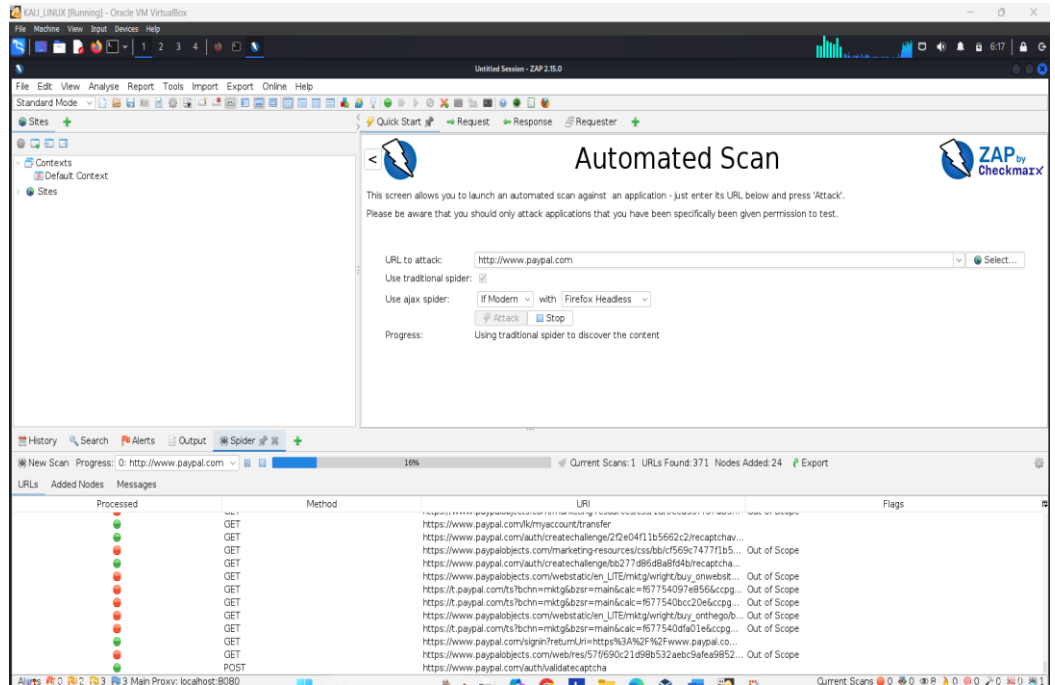 KALI_LINUX [Running] - Oracle VM VirtualBox
File Machine View Input Devices Help
1 2 3 4
6:17
Untitled Session - ZAP 2.15.0
File Edit View Analyse Report Tools Import Export Online Help
Standard Mode
Sites
Quick Start Request Response Requester
Contexts
Default Context
Sites
<
Automated Scan
ZAP by Checkmarx
This screen allows you to launch an automated scan against an application - just enter its URL below and press 'Attack'.
Please be aware that you should only attack applications that you have been specifically been given permission to test.
URL to attack: http://www.paypal.com Select...
Use traditional spider:
Use ajax spider: If Modern with Firefox Headless
Attack Stop
Progress: Using traditional spider to discover the content
History Search Alerts Output Spider
New Scan Progress: 0: http://www.paypal.com 16% Current Scans: 1 URLs Found: 371 Nodes Added: 24 Export
URLs Added Nodes Messages
Processed Method URI Flags
GET https://www.paypal.com/lk/myaccount/transfer
GET https://www.paypal.com/auth/createchallenge/2f2e04f11b5662c2/recaptchav...
GET https://www.paypalobjects.com/marketing-resources/css/bb/cf569c7477f1b5... Out of Scope
GET https://www.paypal.com/auth/createchallenge/bb277d86d8a8fd4b/recaptcha...
GET https://www.paypalobjects.com/webstatic/en_LITE/mktg/wright/buy_onwebsit... Out of Scope
GET https://t.paypal.com/ts?bchn=mktg&bzsr=main&calc=f67754097e856&ccpg... Out of Scope
GET https://t.paypal.com/ts?bchn=mktg&bzsr=main&calc=f677540bcc20e&ccpg... Out of Scope
GET https://www.paypalobjects.com/webstatic/en_LITE/mktg/wright/buy_onthego/b... Out of Scope
GET https://t.paypal.com/ts?bchn=mktg&bzsr=main&calc=f677540dfa01e&ccpg... Out of Scope
GET https://www.paypal.com/signin?returnUri=https%3A%2F%2Fwww.paypal.co...
GET https://www.paypalobjects.com/web/res/57f/690c21d98b532aebc9afea9852... Out of Scope
POST https://www.paypal.com/auth/validatecaptcha
Alerts 0 2 3 3 Main Proxy: localhost:8080 Current Scans 0 0 8 0 0 0 0 1